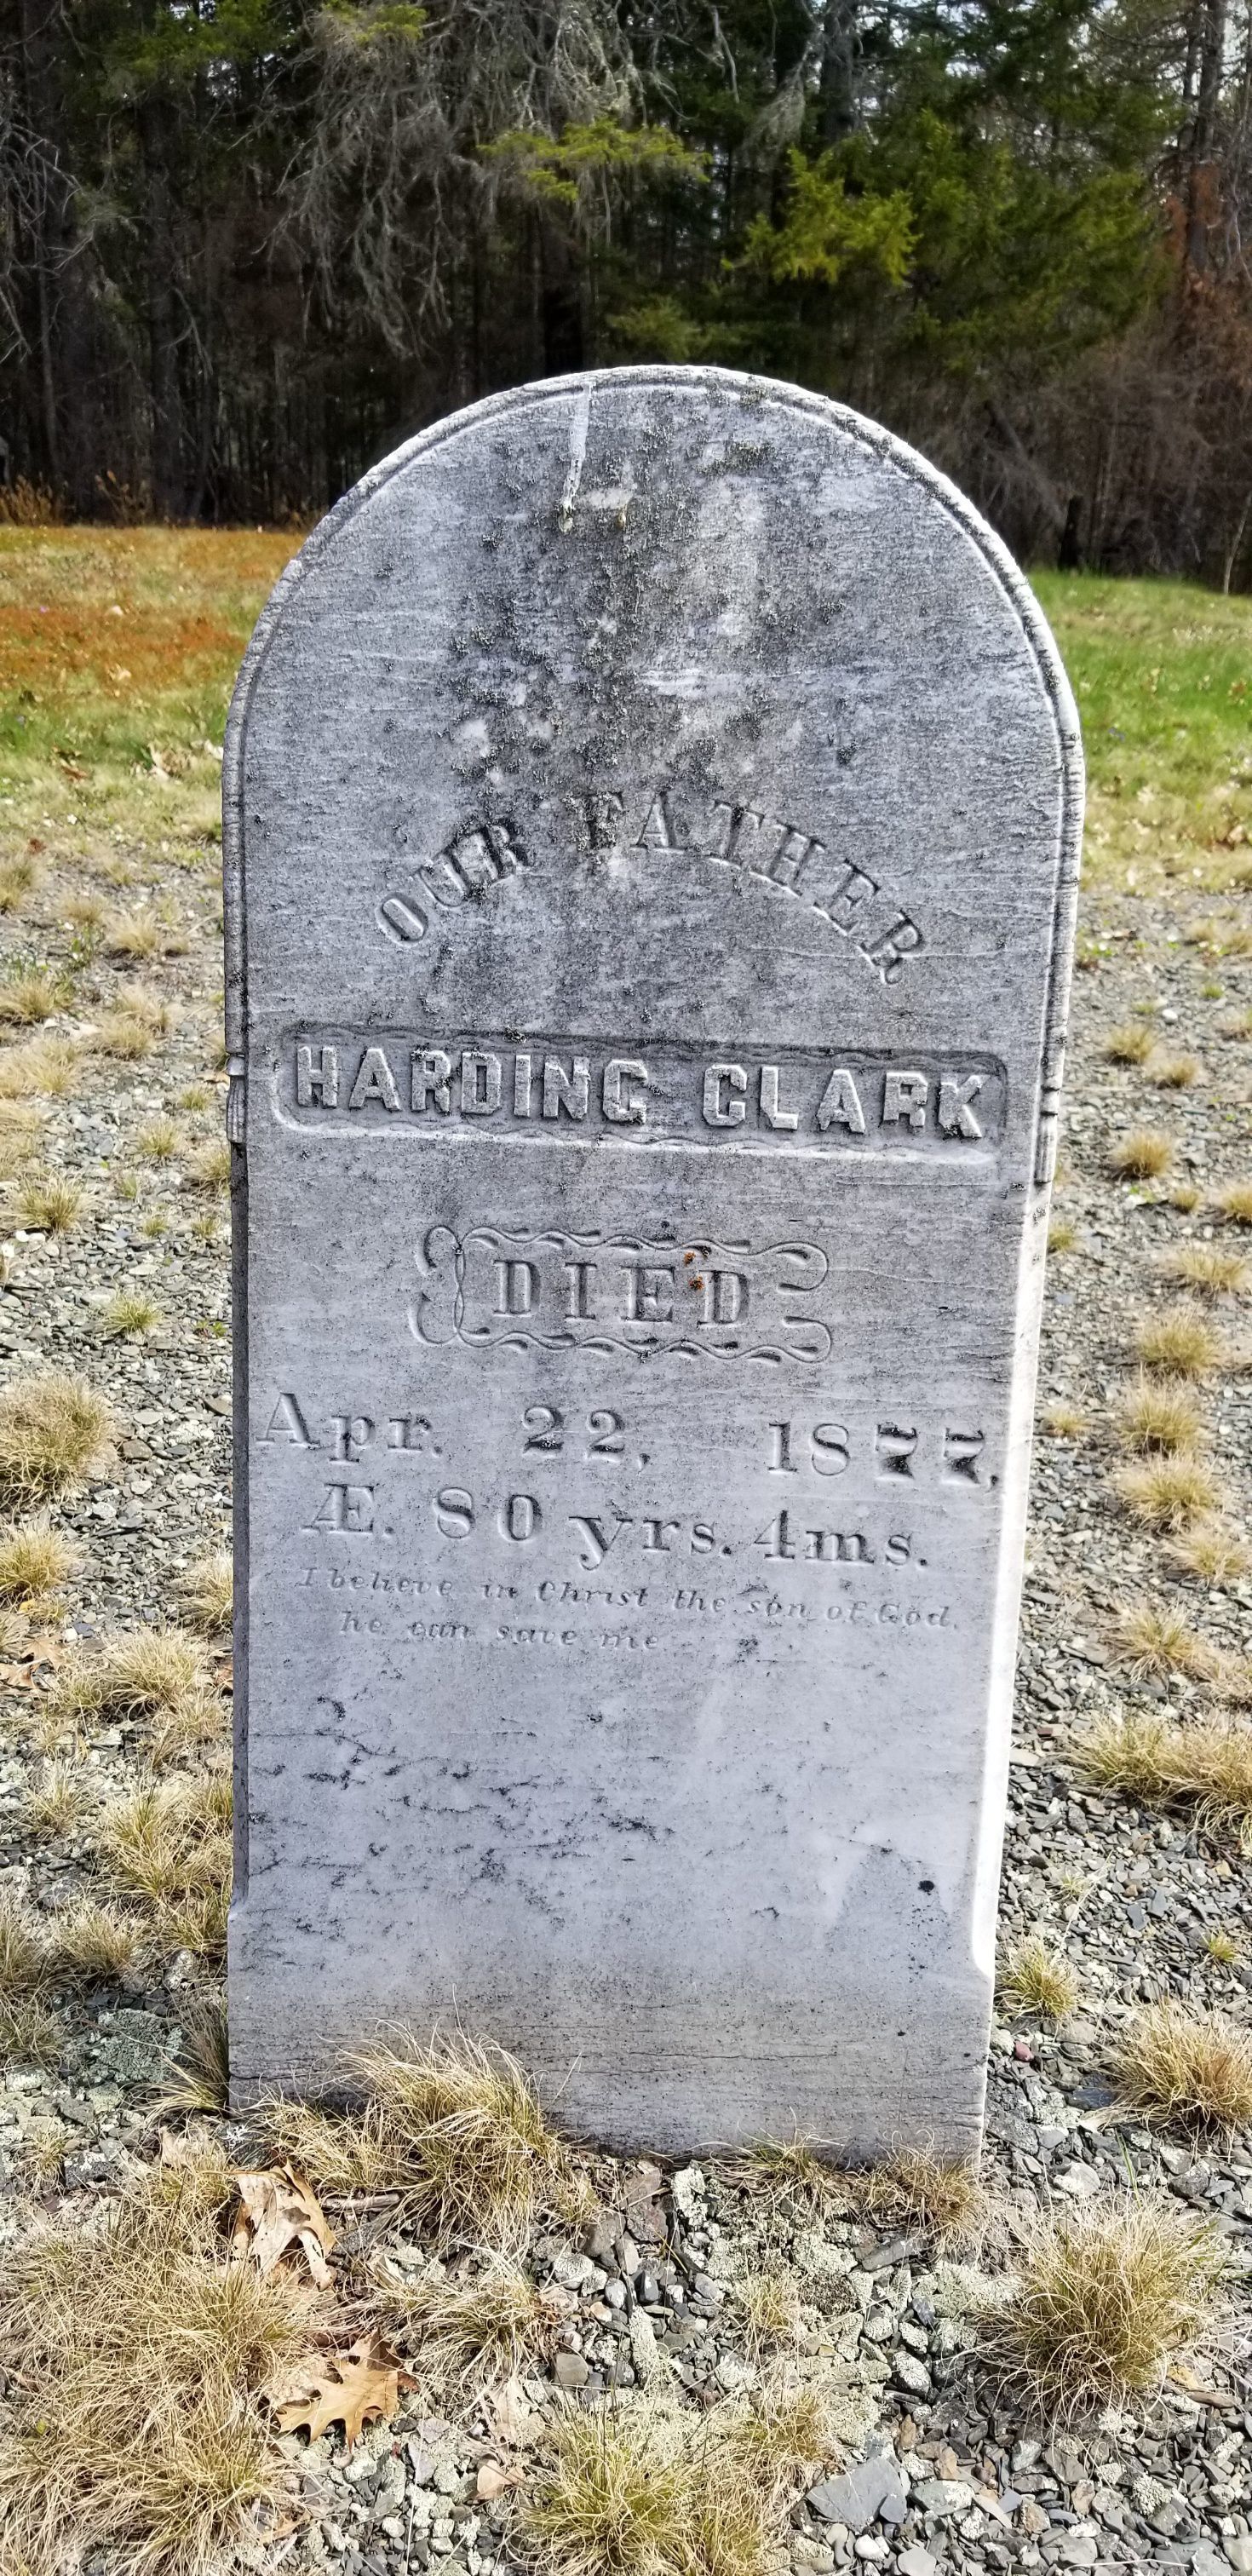 OUR FATHER
HARDING CLARK
DIED
Apr. 22, 1877,
Æ. 80 yrs. 4ms.
I believe in Christ the son of God
he can save me